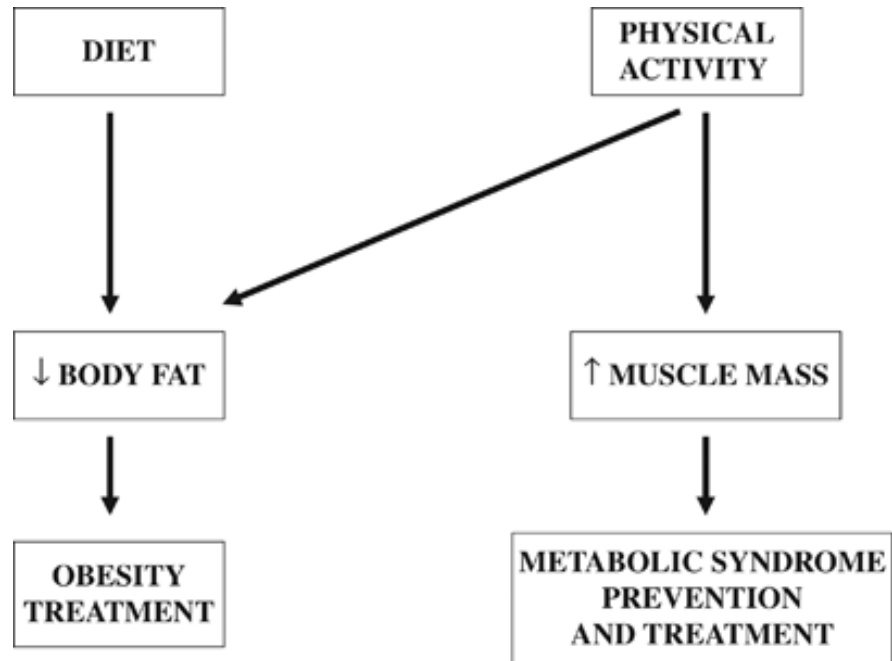 DIET
PHYSICAL
ACTIVITY
↓ BODY FAT
↑ MUSCLE MASS
OBESITY
TREATMENT
METABOLIC SYNDROME
PREVENTION
AND TREATMENT